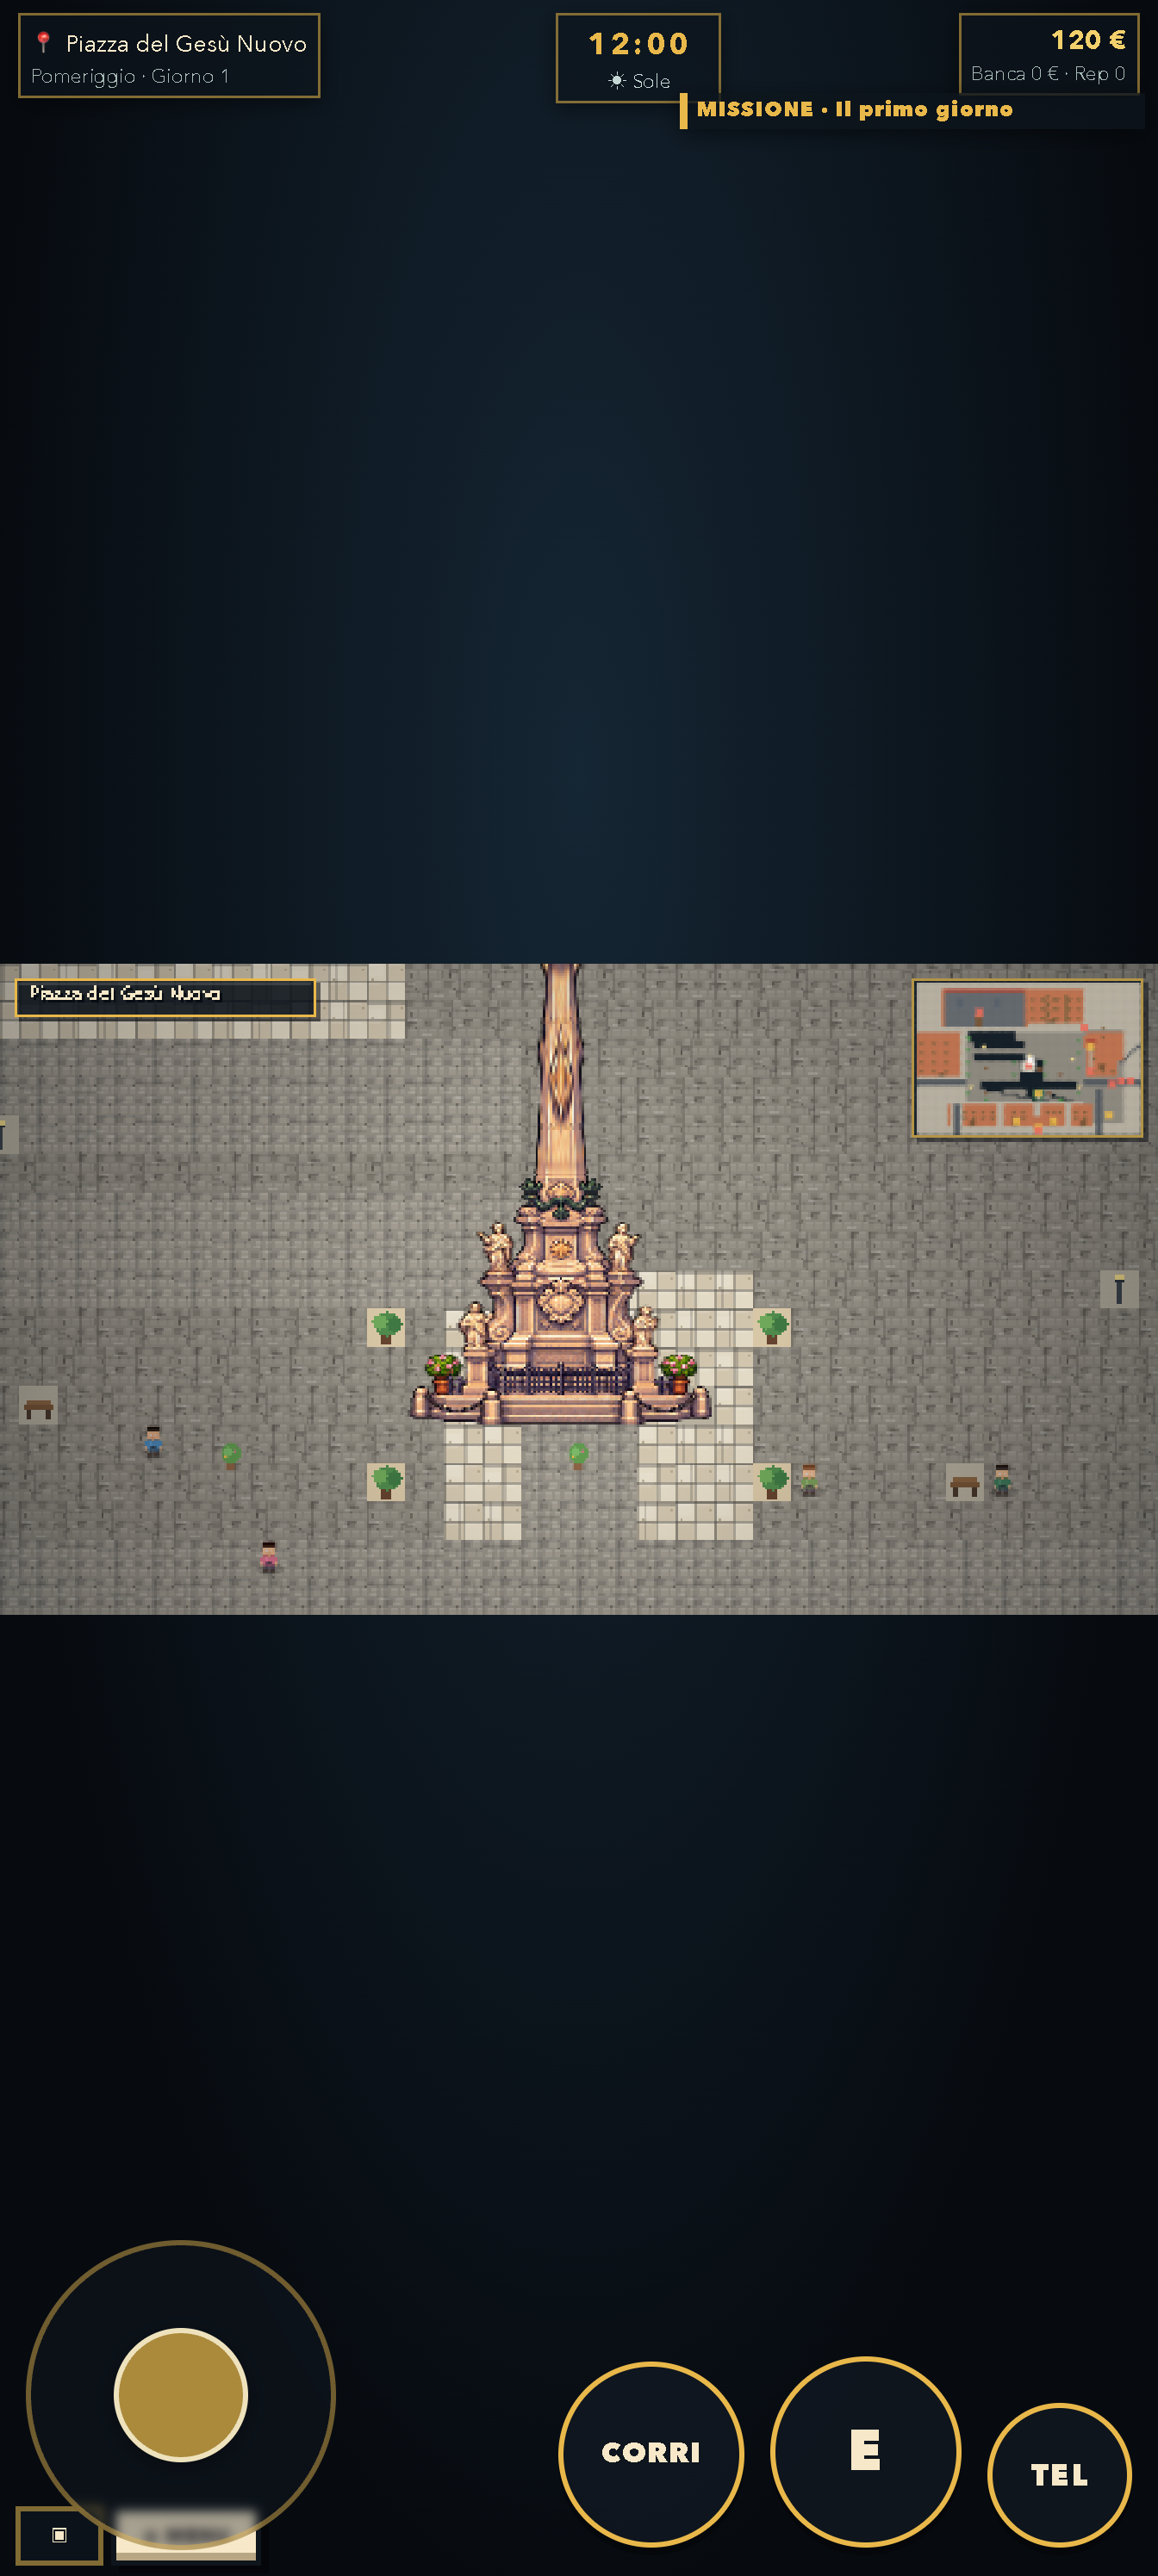 📍 Piazza del Gesù Nuovo
Pomeriggio · Giorno 1
12:00
☀ Sole
120 €
Banca 0 € · Rep 0
MISSIONE · Il primo giorno
Piazza del Gesù Nuovo
CORRI
E
TEL